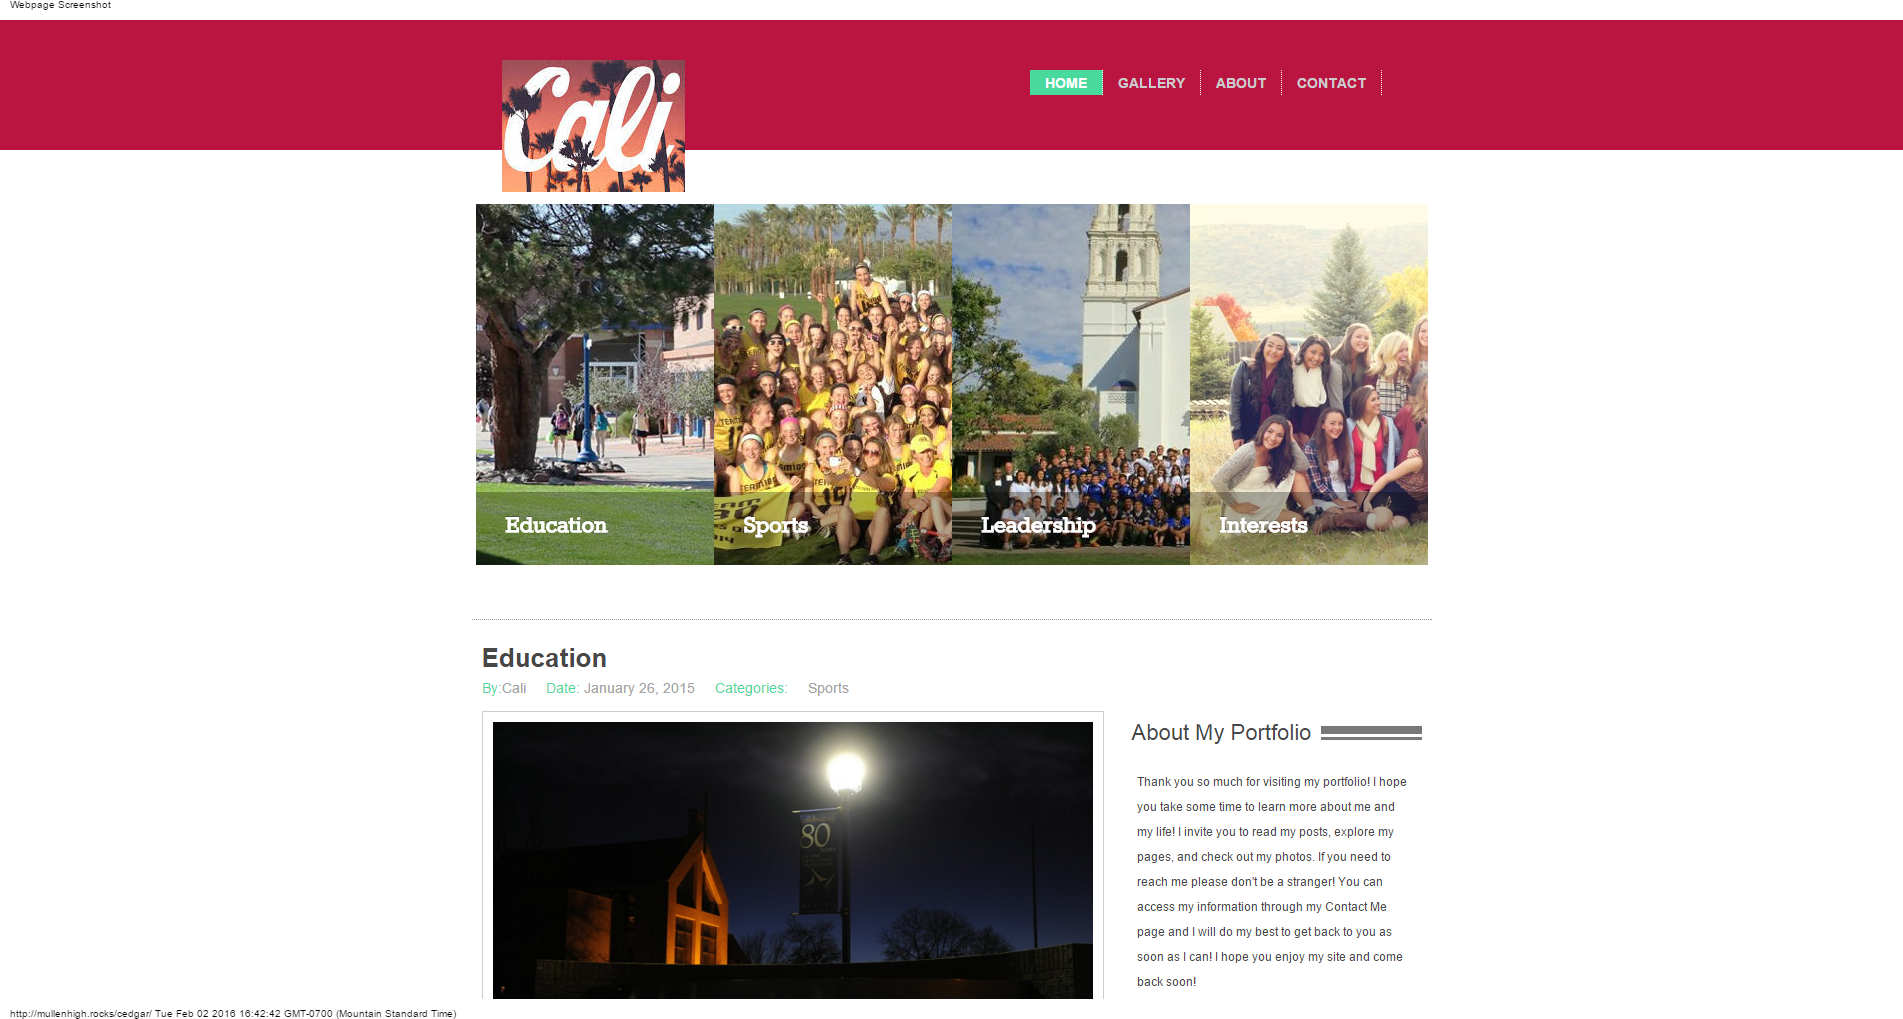 Webpage Screenshot
Cali
HOME GALLERY ABOUT CONTACT
Education Sports Leadership Interests
Education
By:Cali Date: January 26, 2015 Categories: Sports
80
About My Portfolio
Thank you so much for visiting my portfolio! I hope
you take some time to learn more about me and
my life! I invite you to read my posts, explore my
pages, and check out my photos. If you need to
reach me please don't be a stranger! You can
access my information through my Contact Me
page and I will do my best to get back to you as
soon as I can! I hope you enjoy my site and come
back soon!
http://mullenhigh.rocks/cedgar/ Tue Feb 02 2016 16:42:42 GMT-0700 (Mountain Standard Time)